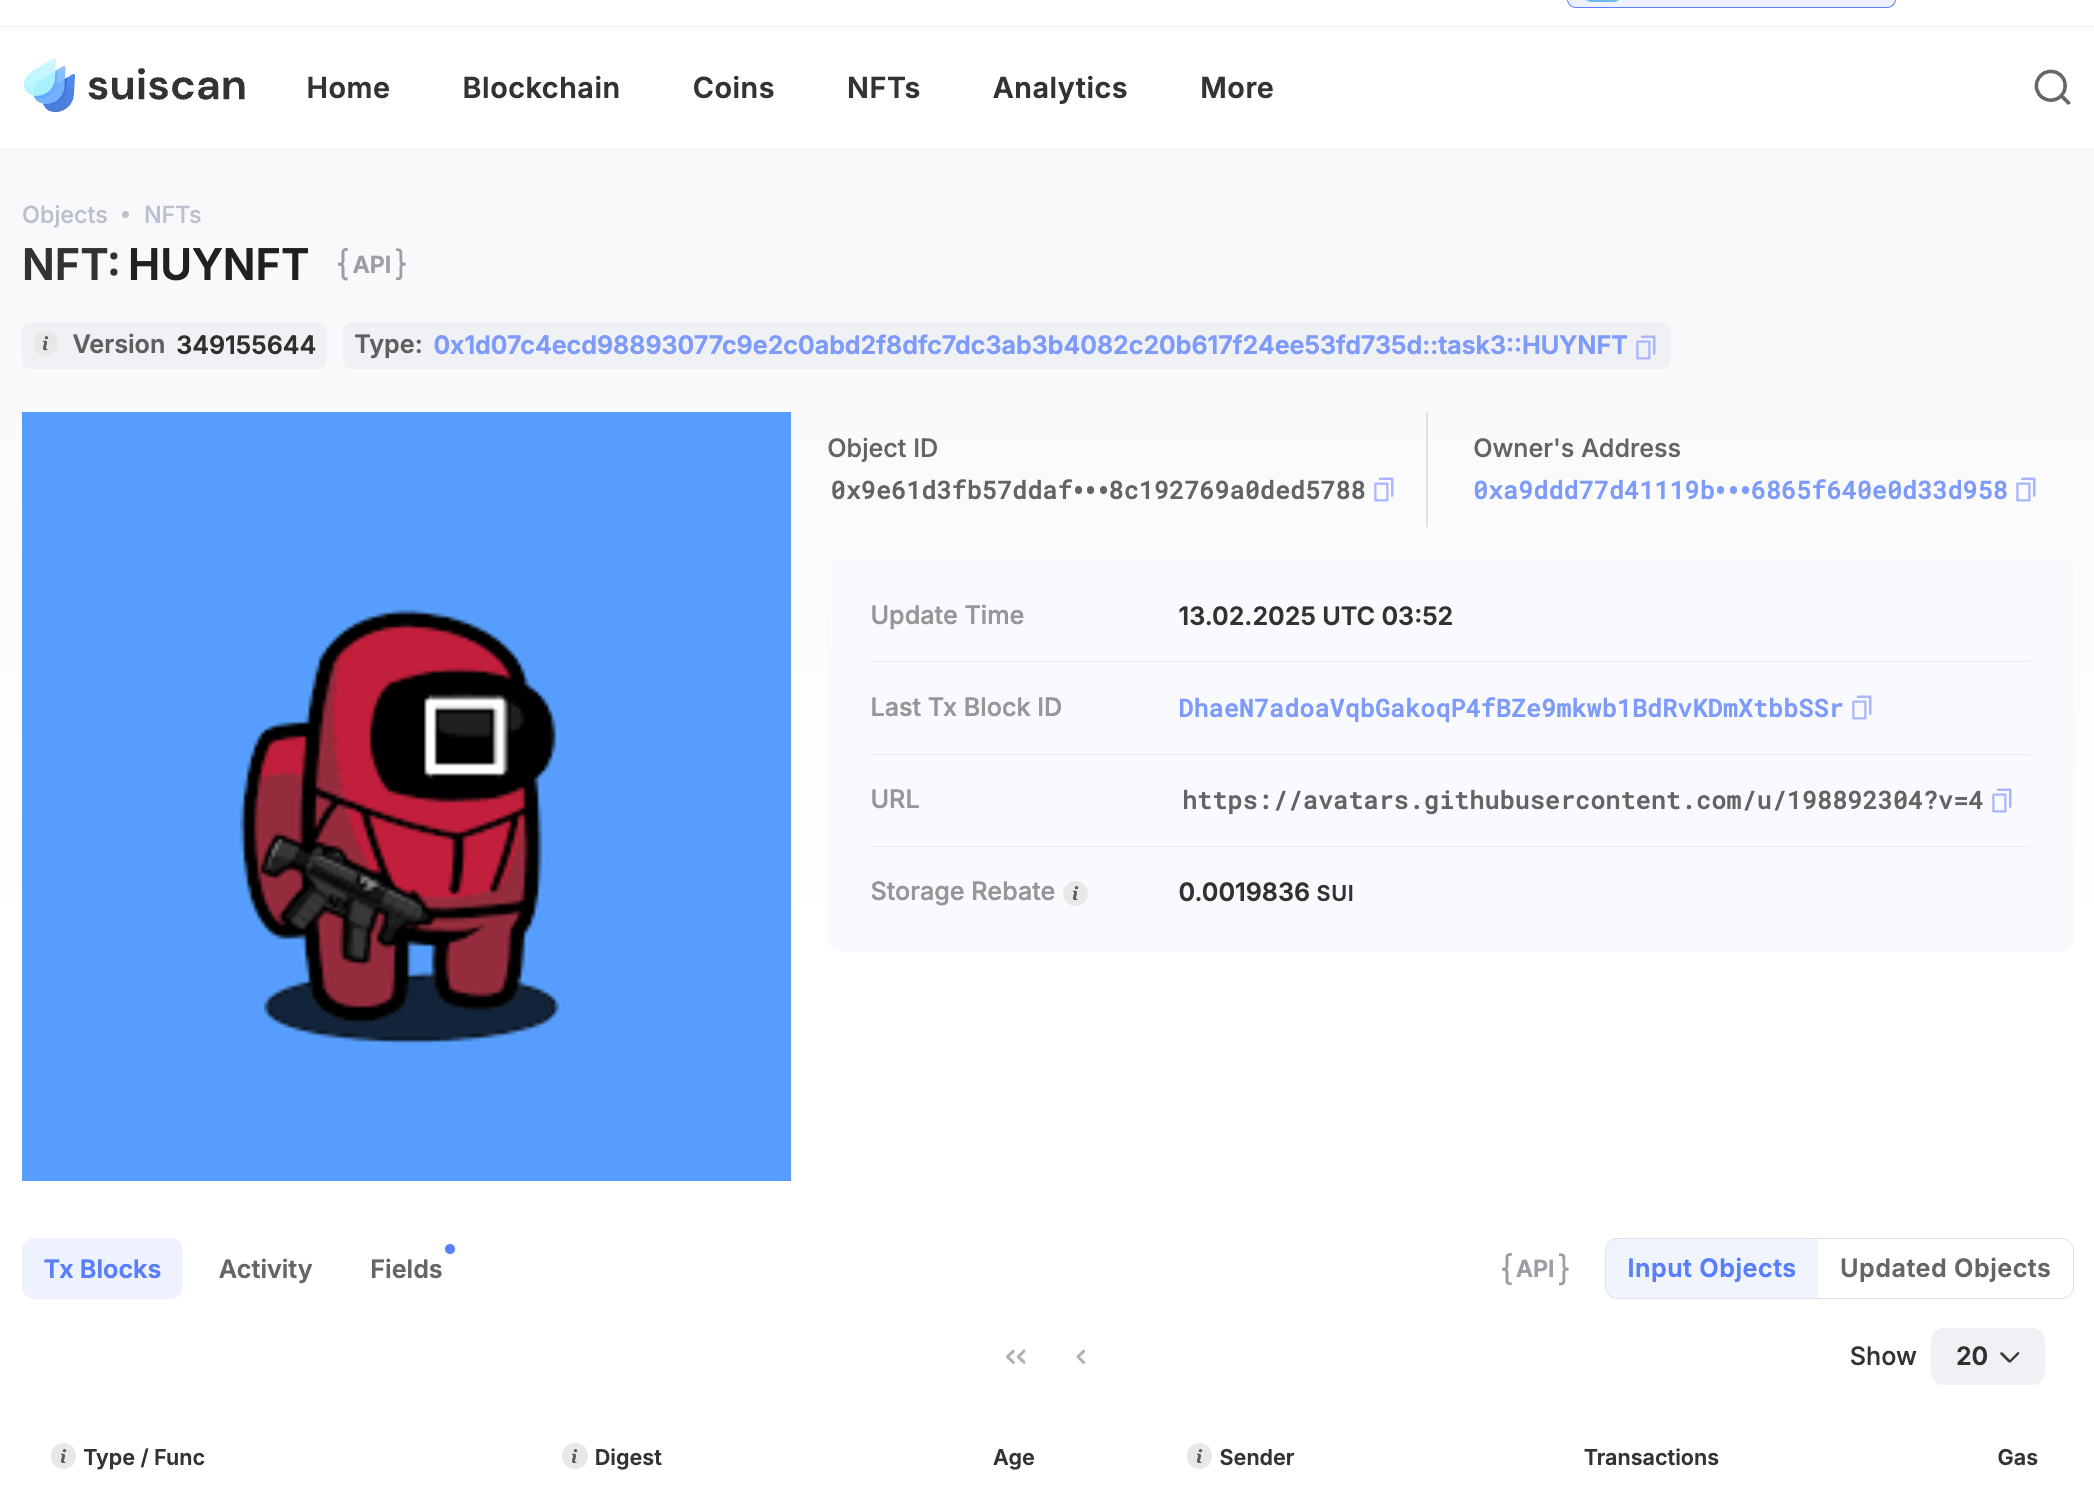 suiscan Home Blockchain Coins NFTs Analytics More
Objects • NFTs
NFT: HUYNFT {API}
i Version 349155644 Type: 0x1d07c4ecd98893077c9e2c0abd2f8dfc7dc3ab3b4082c20b617f24ee53fd735d::task3::HUYNFT
Object ID
0x9e61d3fb57ddaf•••8c192769a0ded5788
Owner's Address
0xa9ddd77d41119b•••6865f640e0d33d958
Update Time 13.02.2025 UTC 03:52
Last Tx Block ID DhaeN7adoaVqbGakoqP4fBZe9mkwb1BdRvKDmXtbbSSr
URL https://avatars.githubusercontent.com/u/198892304?v=4
Storage Rebate i 0.0019836 SUI
Tx Blocks Activity Fields {API} Input Objects Updated Objects
Show 20
i Type / Func i Digest Age i Sender Transactions Gas